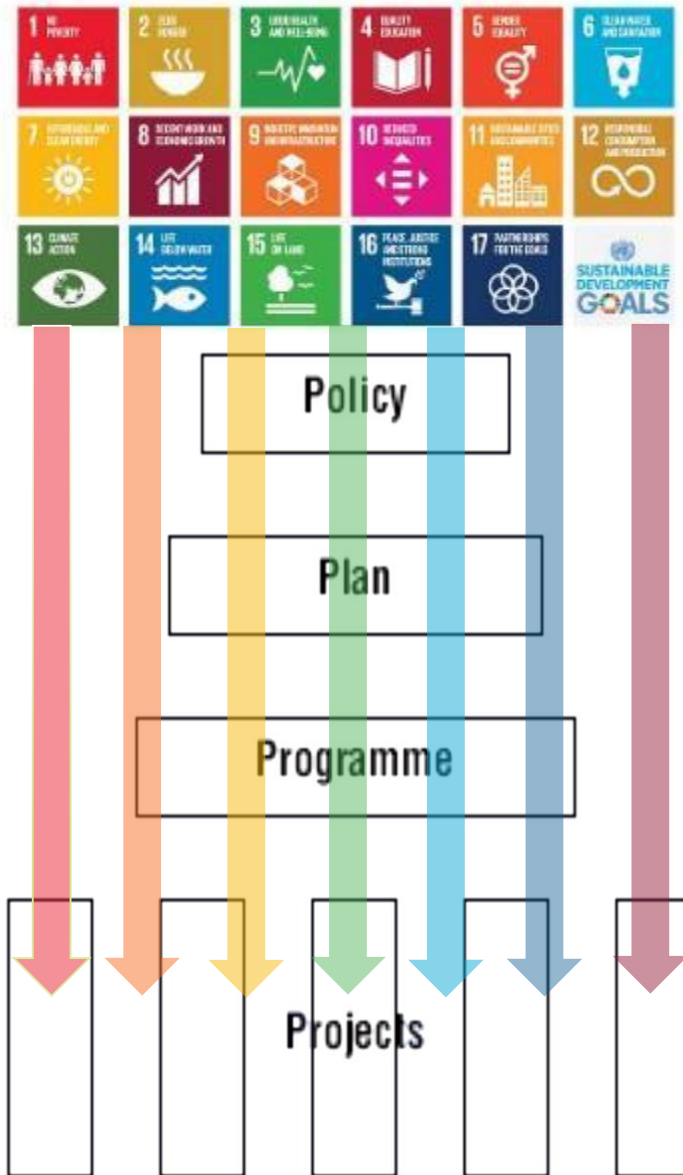 1 NO
POVERTY
2 ZERO
HUNGER
3 GOOD HEALTH
AND WELL-BEING
4 QUALITY
EDUCATION
5 GENDER
EQUALITY
6 CLEAN WATER
AND SANITATION
7 AFFORDABLE AND
CLEAN ENERGY
8 DECENT WORK AND
ECONOMIC GROWTH
9 INDUSTRY, INNOVATION
AND INFRASTRUCTURE
10 REDUCED
INEQUALITIES
11 SUSTAINABLE CITIES
AND COMMUNITIES
12 RESPONSIBLE
CONSUMPTION
AND PRODUCTION
13 CLIMATE
ACTION
14 LIFE
BELOW WATER
15 LIFE
ON LAND
16 PEACE, JUSTICE
AND STRONG
INSTITUTIONS
17 PARTNERSHIPS
FOR THE GOALS
SUSTAINABLE
DEVELOPMENT
GOALS
Policy
Plan
Programme
Projects